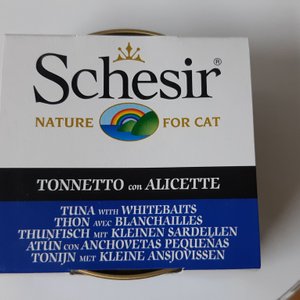 Schesir®
NATURE FOR CAT
TONNETTO con ALICETTE
TUNA WITH WHITEBAITS
THON AVEC BLANCHAILLES
THUNFISCH MIT KLEINEN SARDELLEN
ATÚN CON ANCHOVETAS PEQUEÑAS
TONIJN MET KLEINE ANSJOVISSEN